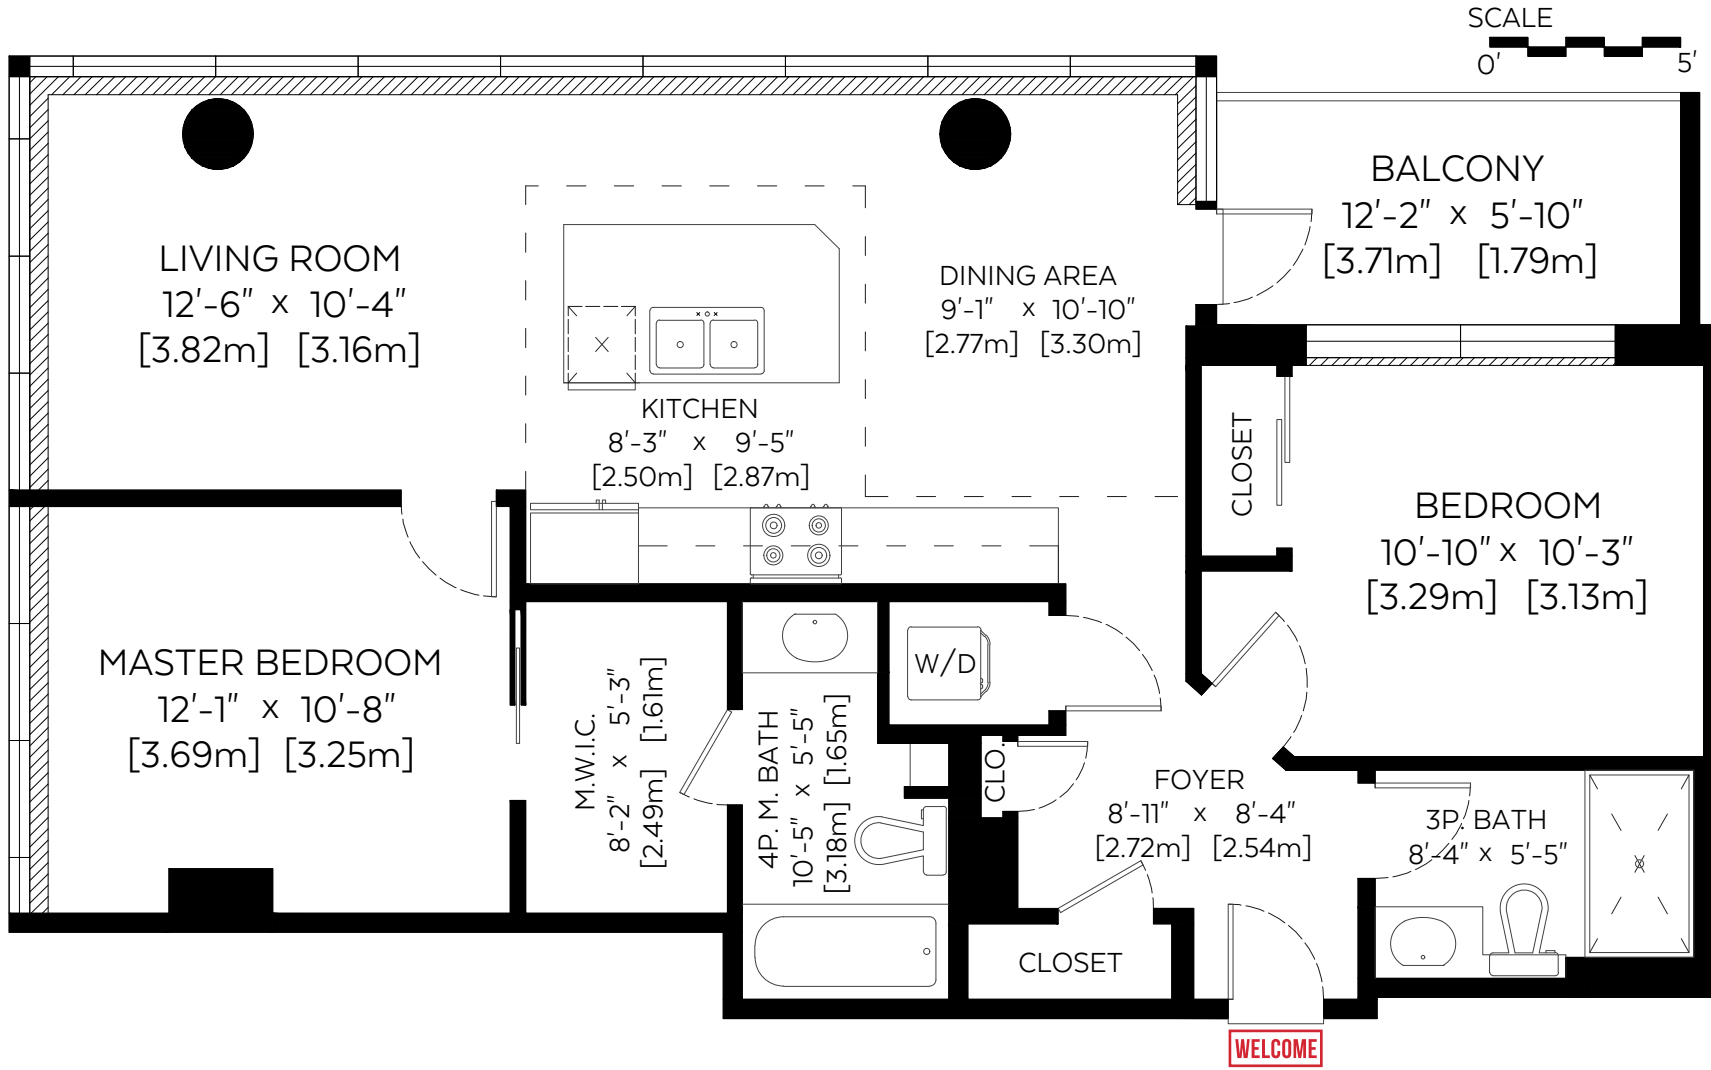 SCALE
0' 5'
BALCONY
12'-2" x 5'-10"
[3.71m] [1.79m]
LIVING ROOM
12'-6" x 10'-4"
[3.82m] [3.16m]
DINING AREA
9'-1" x 10'-10"
[2.77m] [3.30m]
X
KITCHEN
8'-3" x 9'-5"
[2.50m] [2.87m]
CLOSET
BEDROOM
10'-10" x 10'-3"
[3.29m] [3.13m]
MASTER BEDROOM
12'-1" x 10'-8"
[3.69m] [3.25m]
M.W.I.C.
8'-2" x 5'-3"
[2.49m] [1.61m]
4P. M. BATH
10'-5" x 5'-5"
[3.18m] [1.65m]
W/D
CLO.
FOYER
8'-11" x 8'-4"
[2.72m] [2.54m]
3P. BATH
8'-4" x 5'-5"
CLOSET
WELCOME